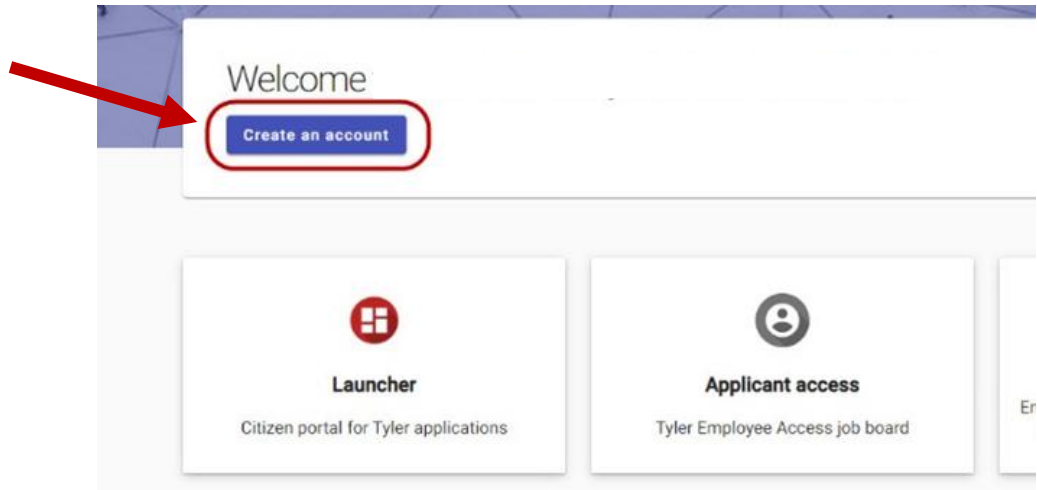 Welcome
Create an account
Launcher
Citizen portal for Tyler applications
Applicant access
Tyler Employee Access job board